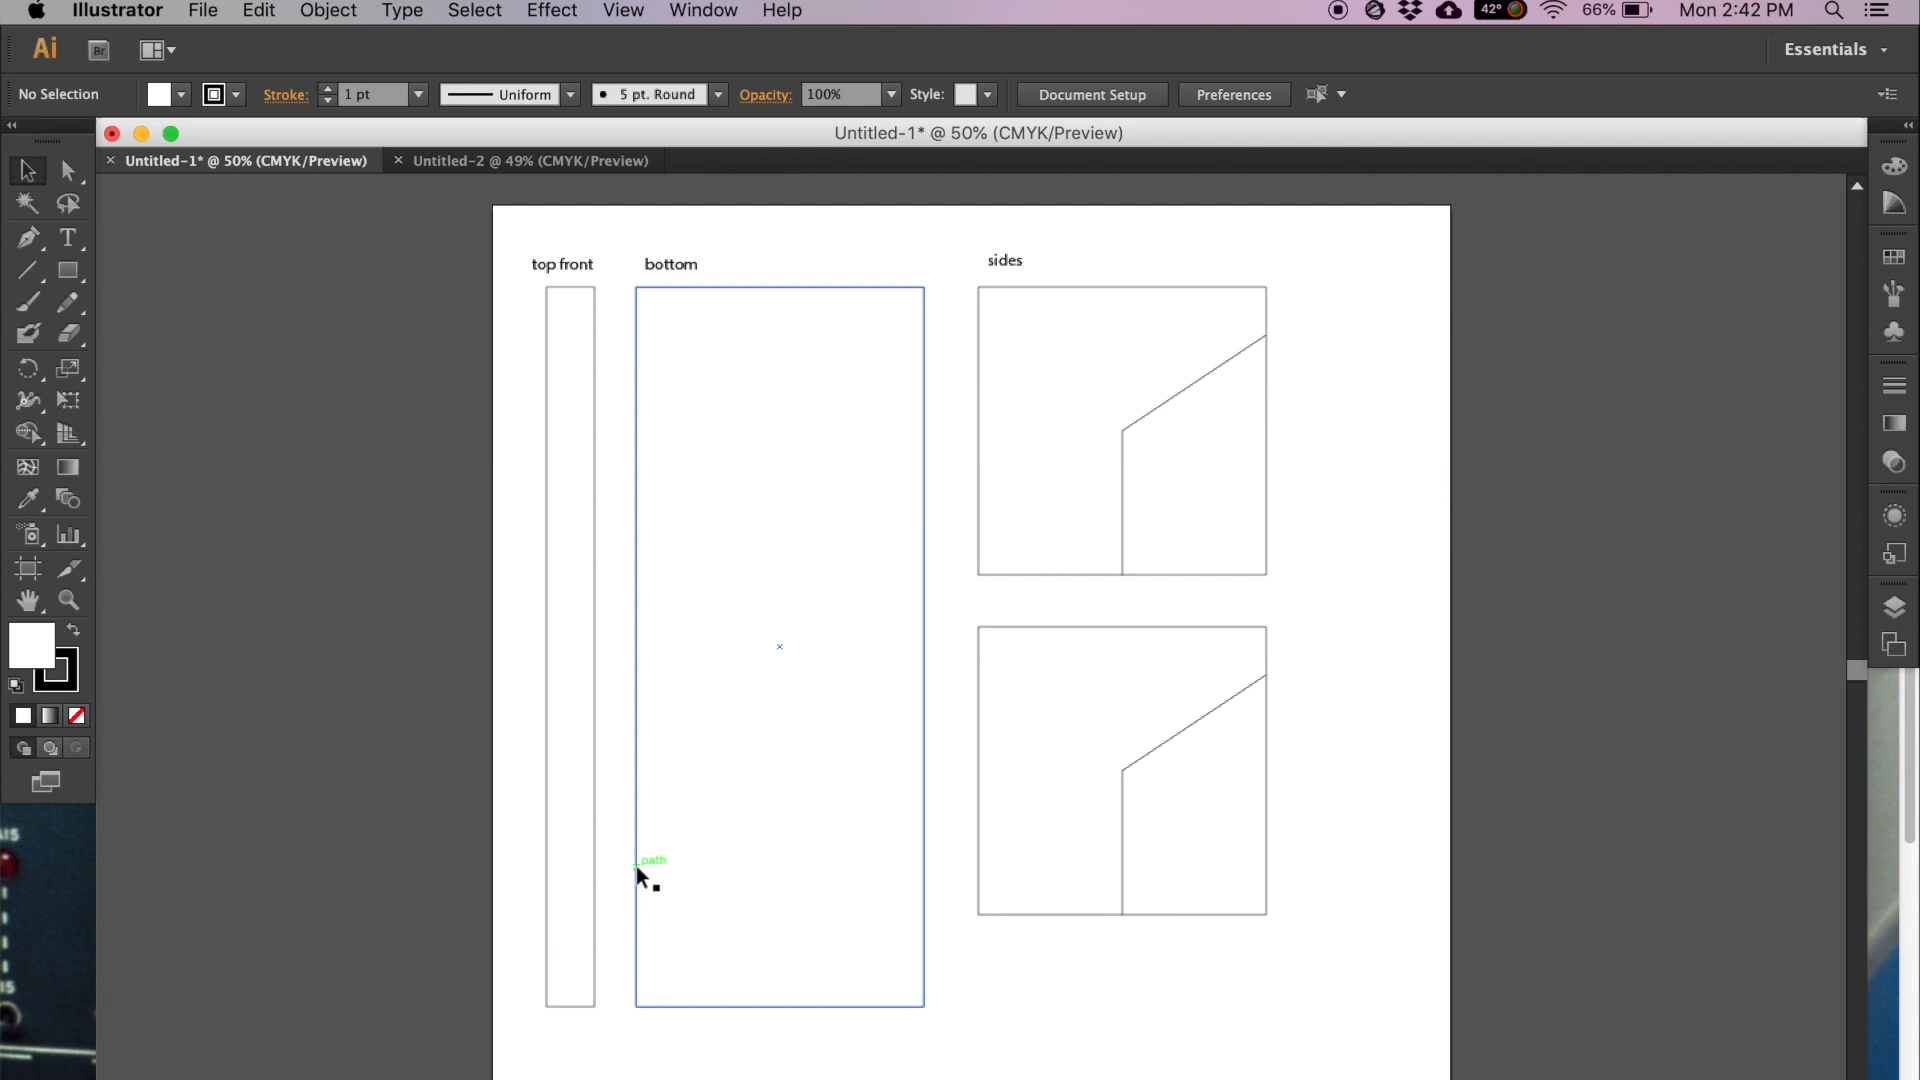 Illustrator File Edit Object Type Select Effect View Window Help 42° 66% Mon 2:42 PM
Ai Br Essentials
No Selection Stroke: 1 pt Uniform 5 pt. Round Opacity: 100% Style: Document Setup Preferences
Untitled-1* @ 50% (CMYK/Preview)
× Untitled-1* @ 50% (CMYK/Preview) × Untitled-2 @ 49% (CMYK/Preview)
top front bottom sides
path